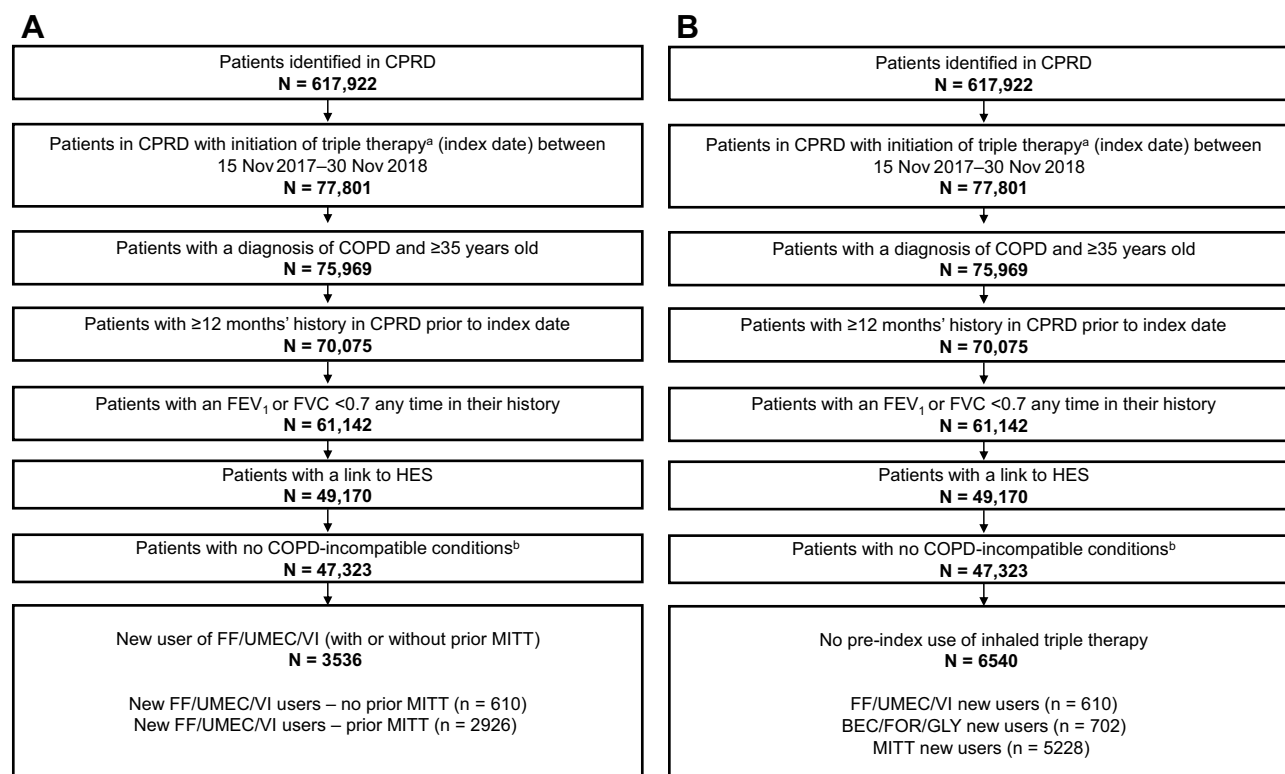 A
Patients identified in CPRD
N = 617,922
Patients in CPRD with initiation of triple therapyᵃ (index date) between
15 Nov 2017–30 Nov 2018
N = 77,801
Patients with a diagnosis of COPD and ≥35 years old
N = 75,969
Patients with ≥12 months’ history in CPRD prior to index date
N = 70,075
Patients with an FEV₁ or FVC <0.7 any time in their history
N = 61,142
Patients with a link to HES
N = 49,170
Patients with no COPD-incompatible conditionsᵇ
N = 47,323
New user of FF/UMEC/VI (with or without prior MITT)
N = 3536
New FF/UMEC/VI users – no prior MITT (n = 610)
New FF/UMEC/VI users – prior MITT (n = 2926)
B
Patients identified in CPRD
N = 617,922
Patients in CPRD with initiation of triple therapyᵃ (index date) between
15 Nov 2017–30 Nov 2018
N = 77,801
Patients with a diagnosis of COPD and ≥35 years old
N = 75,969
Patients with ≥12 months’ history in CPRD prior to index date
N = 70,075
Patients with an FEV₁ or FVC <0.7 any time in their history
N = 61,142
Patients with a link to HES
N = 49,170
Patients with no COPD-incompatible conditionsᵇ
N = 47,323
No pre-index use of inhaled triple therapy
N = 6540
FF/UMEC/VI new users (n = 610)
BEC/FOR/GLY new users (n = 702)
MITT new users (n = 5228)